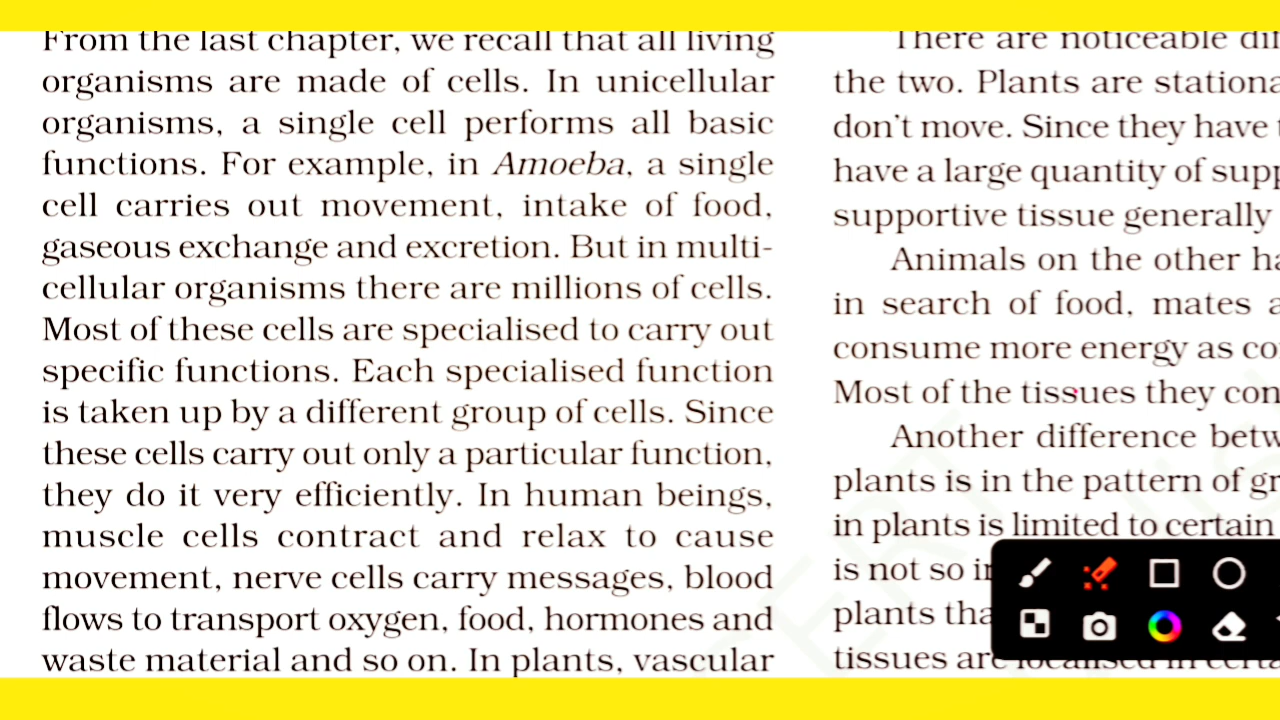 From the last chapter, we recall that all living
organisms are made of cells. In unicellular
organisms, a single cell performs all basic
functions. For example, in Amoeba, a single
cell carries out movement, intake of food,
gaseous exchange and excretion. But in multi-
cellular organisms there are millions of cells.
Most of these cells are specialised to carry out
specific functions. Each specialised function
is taken up by a different group of cells. Since
these cells carry out only a particular function,
they do it very efficiently. In human beings,
muscle cells contract and relax to cause
movement, nerve cells carry messages, blood
flows to transport oxygen, food, hormones and
waste material and so on. In plants, vascular
There are noticeable
the two. Plants are
don't move. Since they have
have a large quantity of
supportive tissue generally
Animals on the other
in search of food, mates
consume more energy as
Most of the tissues they
Another difference
plants is in the pattern of
in plants is limited to certain
is not so
plants
tissues are localised in